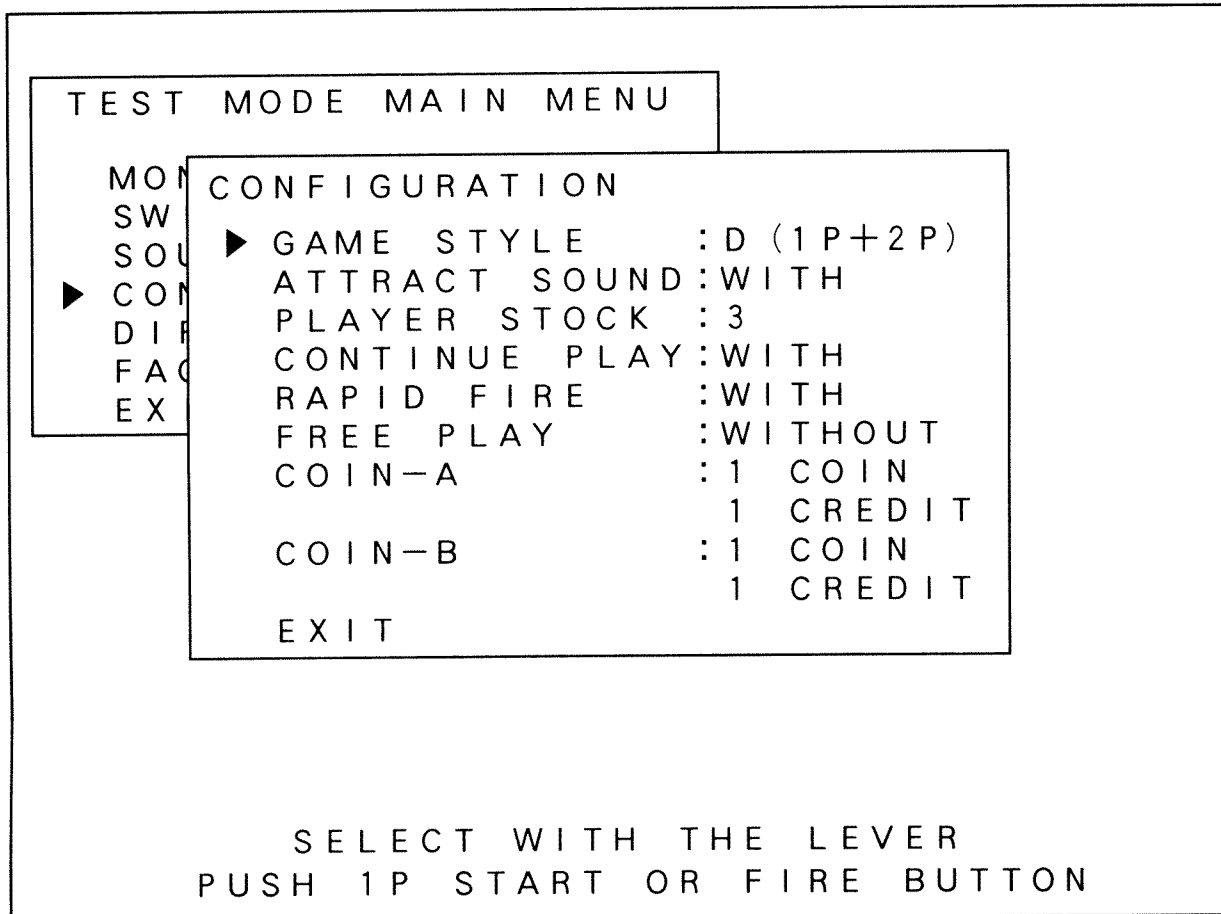 TEST MODE MAIN MENU
CONFIGURATION
▶ GAME STYLE :D (1P+2P)
ATTRACT SOUND:WITH
PLAYER STOCK :3
CONTINUE PLAY:WITH
RAPID FIRE :WITH
FREE PLAY :WITHOUT
COIN-A :1 COIN
1 CREDIT
COIN-B :1 COIN
1 CREDIT
EXIT
SELECT WITH THE LEVER
PUSH 1P START OR FIRE BUTTON